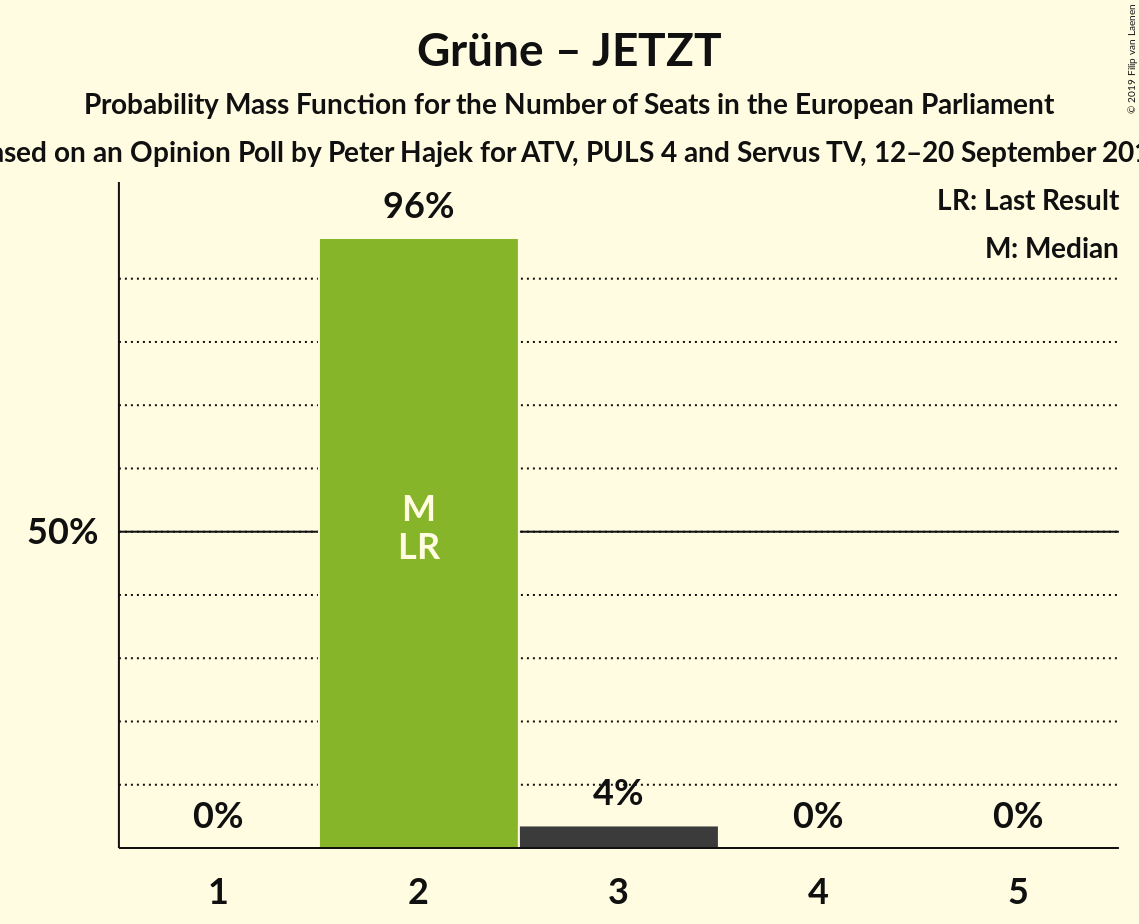 Grüne – JETZT
Probability Mass Function for the Number of Seats in the European Parliament
on an Opinion Poll by Peter Hajek for ATV, PULS 4 and Servus TV, 12–20 September
© 2019 Filip van Laenen
LR: Last Result
M: Median
96%
M
LR
50%
0%
4%
0%
0%
1
2
3
4
5